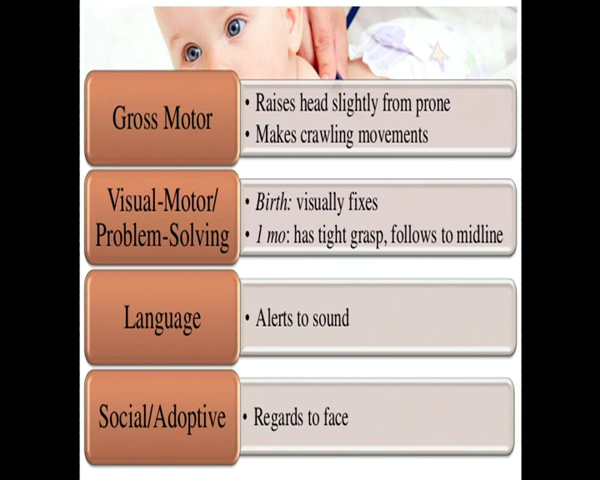 Gross Motor
• Raises head slightly from prone
• Makes crawling movements
Visual-Motor/
Problem-Solving
• Birth: visually fixes
• 1 mo: has tight grasp, follows to midline
Language
• Alerts to sound
Social/Adoptive
• Regards to face